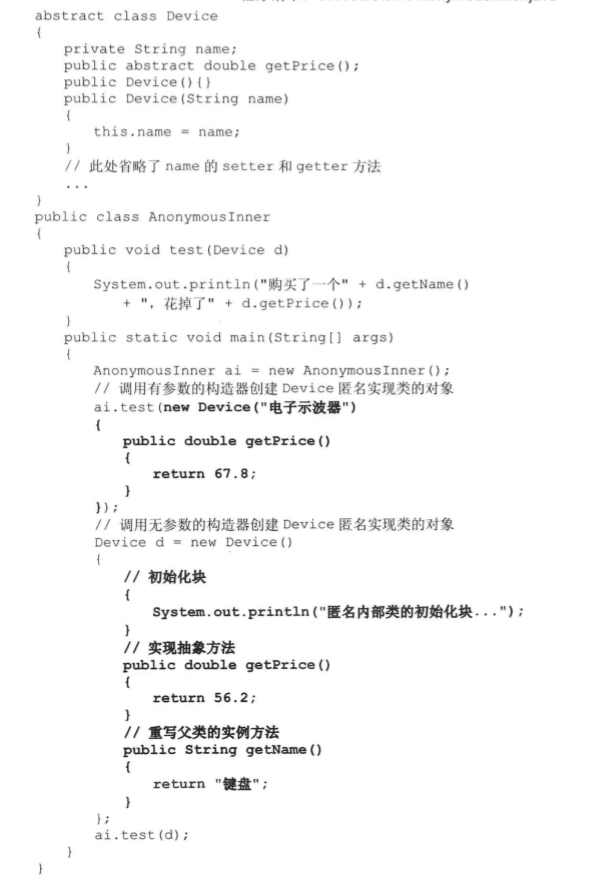 abstract class Device
{
    private String name;
    public abstract double getPrice();
    public Device(){}
    public Device(String name)
    {
        this.name = name;
    }
    // 此处省略了 name 的 setter 和 getter 方法
    ...
}
public class AnonymousInner
{
    public void test(Device d)
    {
        System.out.println("购买了一个" + d.getName()
            + "，花掉了" + d.getPrice());
    }
    public static void main(String[] args)
    {
        AnonymousInner ai = new AnonymousInner();
        // 调用有参数的构造器创建 Device 匿名实现类的对象
        ai.test(new Device("电子示波器")
        {
            public double getPrice()
            {
                return 67.8;
            }
        });
        // 调用无参数的构造器创建 Device 匿名实现类的对象
        Device d = new Device()
        {
            // 初始化块
            {
                System.out.println("匿名内部类的初始化块...");
            }
            // 实现抽象方法
            public double getPrice()
            {
                return 56.2;
            }
            // 重写父类的实例方法
            public String getName()
            {
                return "键盘";
            }
        };
        ai.test(d);
    }
}